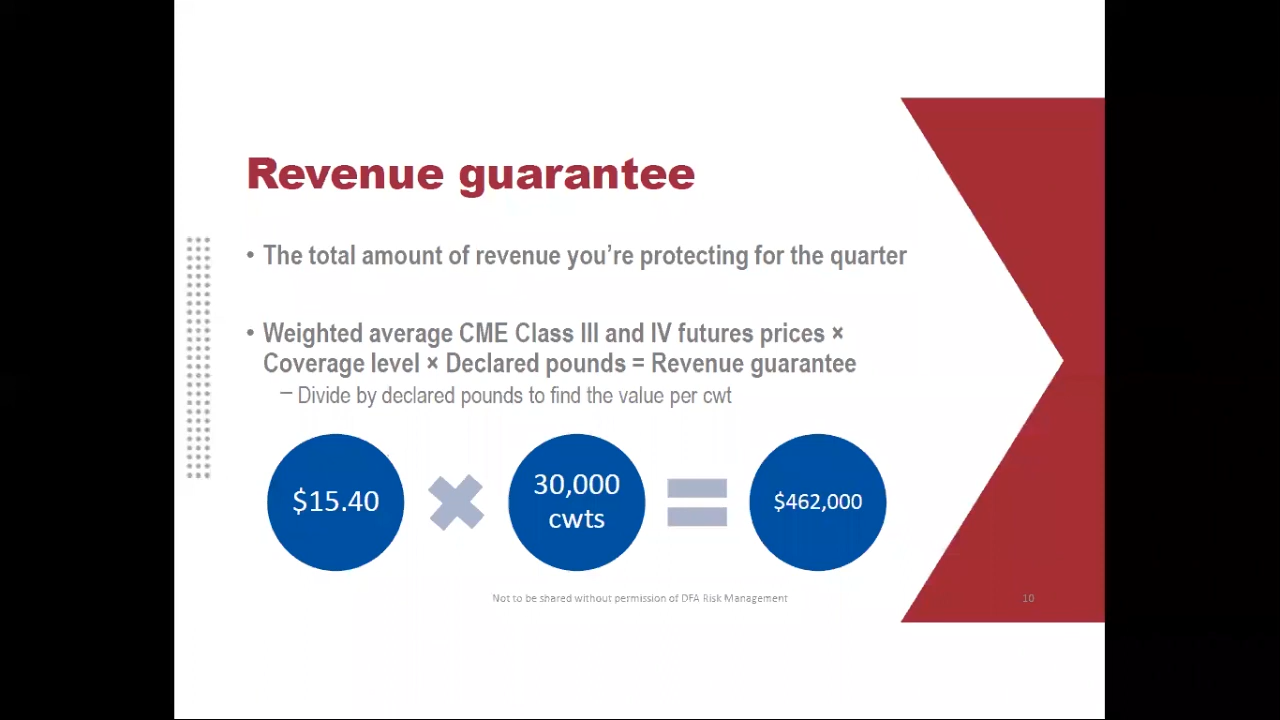 Revenue guarantee
• The total amount of revenue you’re protecting for the quarter
• Weighted average CME Class III and IV futures prices ×
Coverage level × Declared pounds = Revenue guarantee
– Divide by declared pounds to find the value per cwt
$15.40
30,000
cwts
$462,000
Not to be shared without permission of DFA Risk Management
10